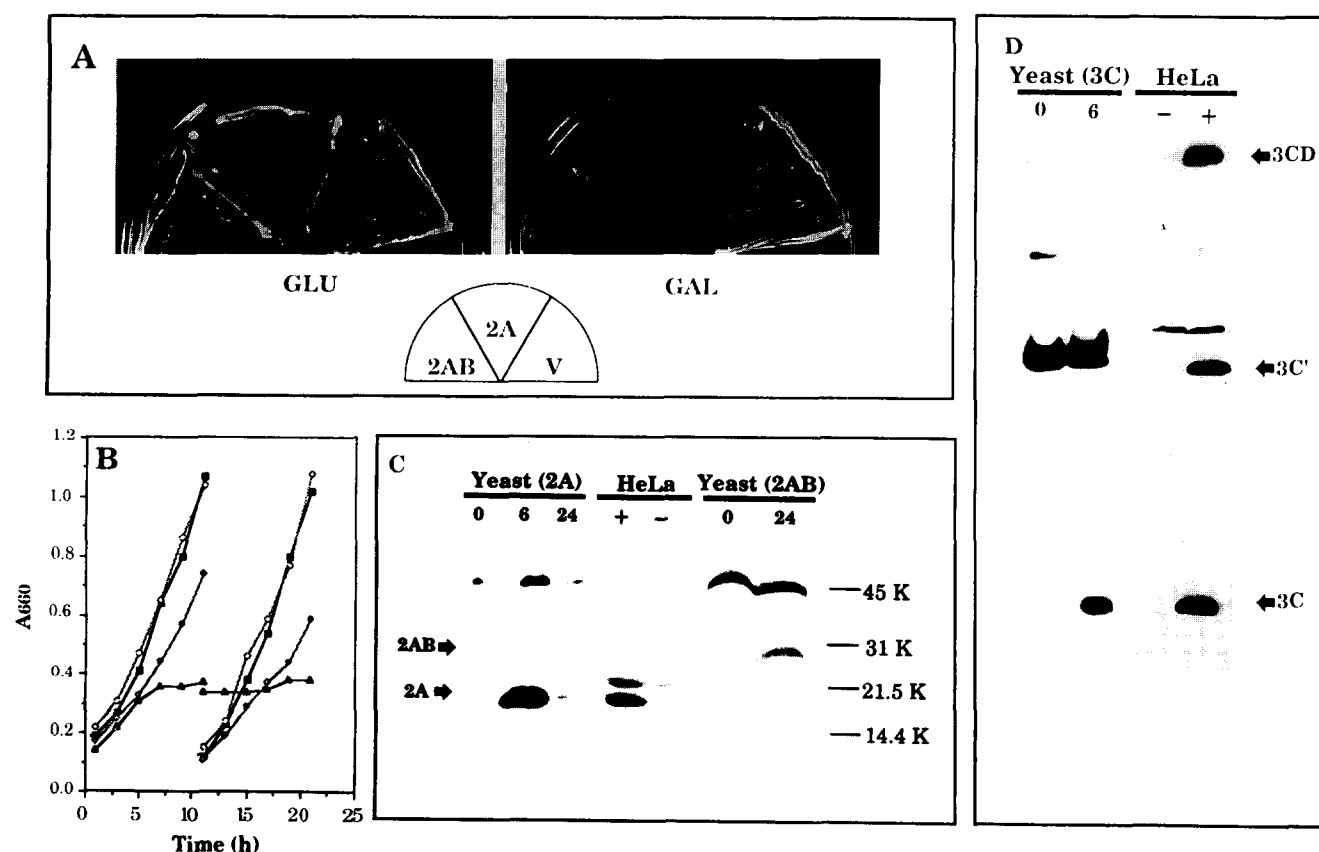 A
GLU
GAL
2AB
2A
V
B
A660
1.2
1.0
0.8
0.6
0.4
0.2
0.0
0
5
10
15
20
25
Time (h)
C
Yeast (2A)
HeLa
Yeast (2AB)
0
6
24
+
−
0
24
2AB
2A
45 K
31 K
21.5 K
14.4 K
D
Yeast (3C)
HeLa
0
6
−
+
3CD
3C'
3C